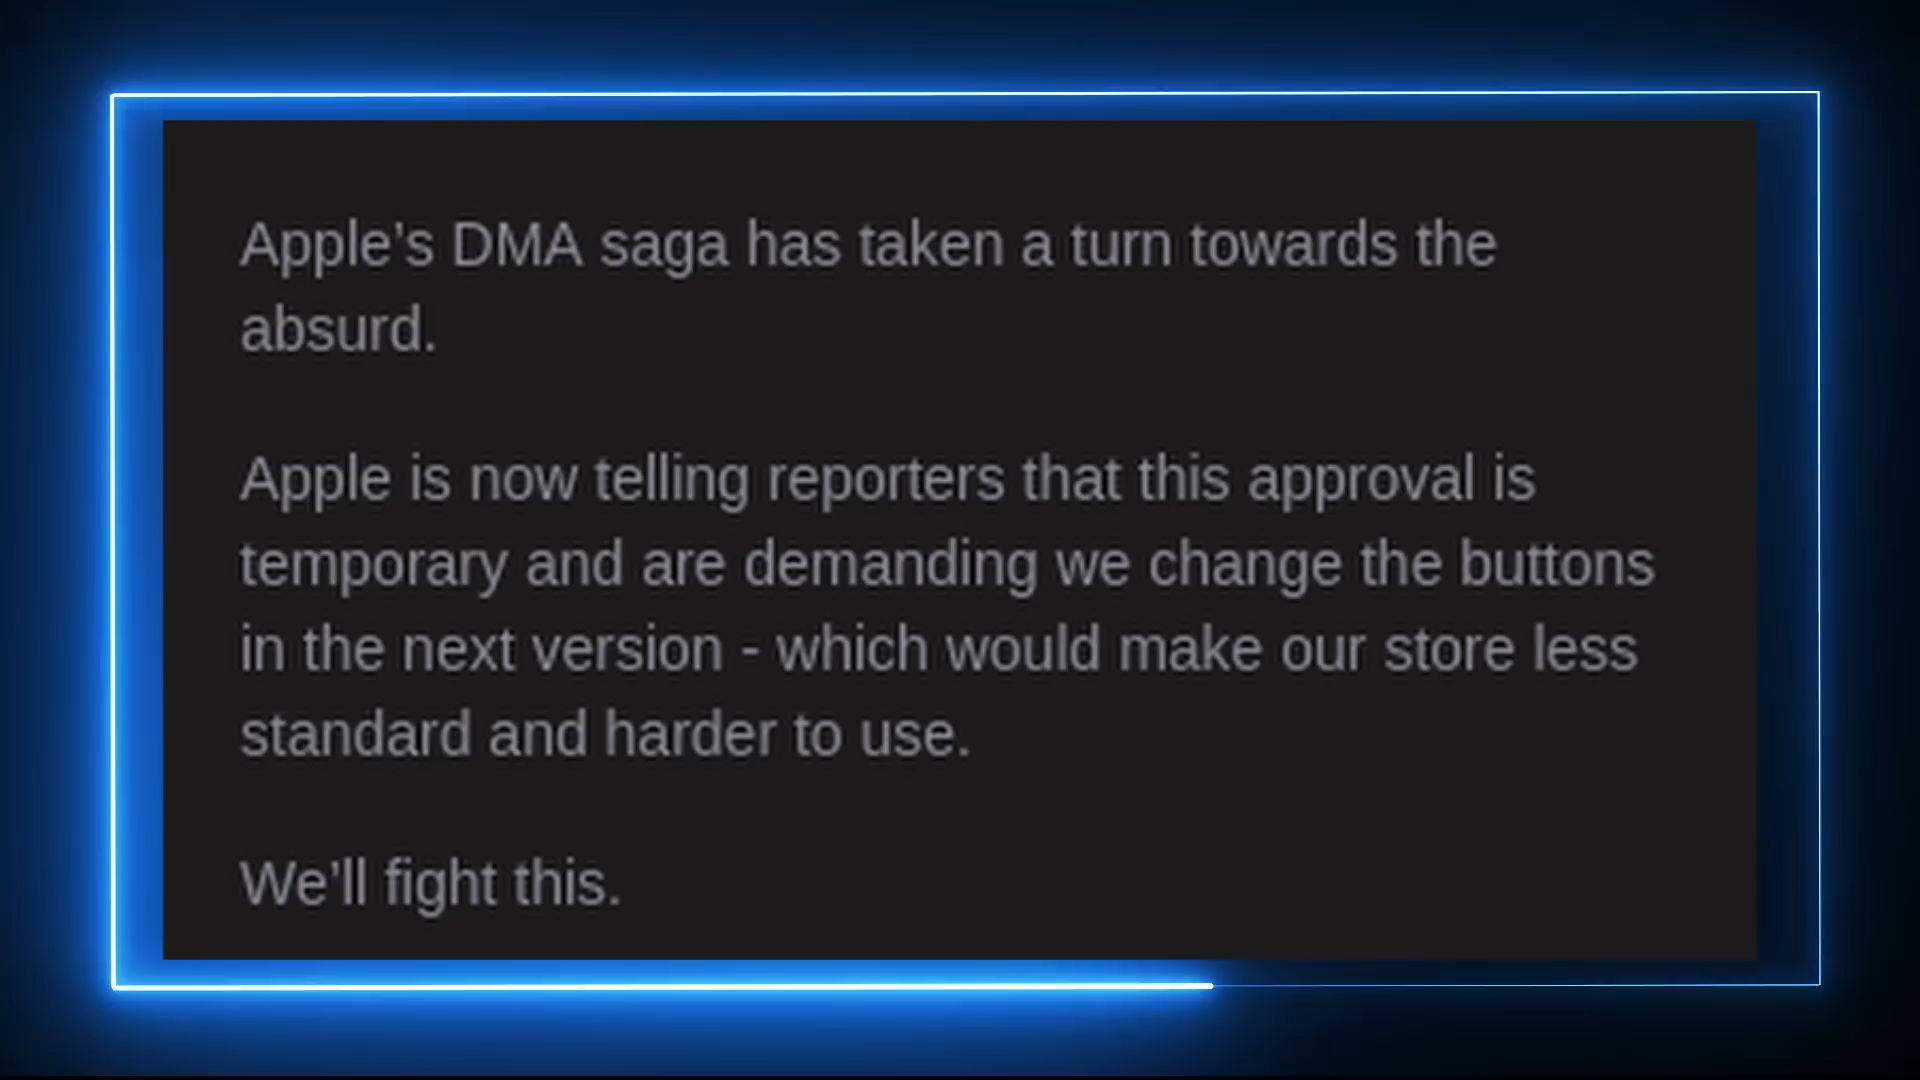 Apple’s DMA saga has taken a turn towards the
absurd.
Apple is now telling reporters that this approval is
temporary and are demanding we change the buttons
in the next version - which would make our store less
standard and harder to use.
We’ll fight this.